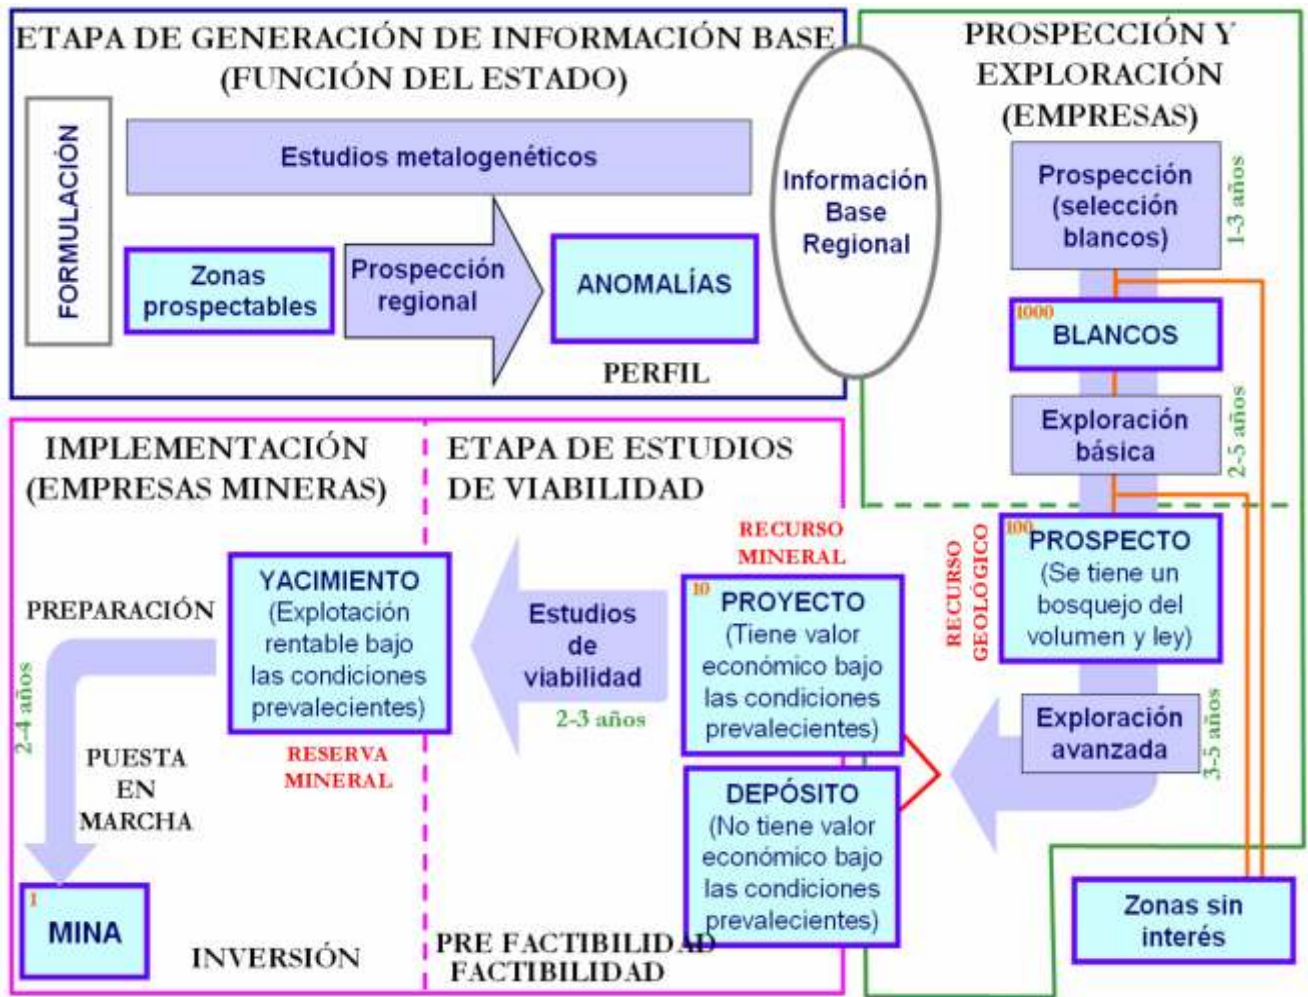 ETAPA DE GENERACIÓN DE INFORMACIÓN BASE
(FUNCIÓN DEL ESTADO)
FORMULACIÓN
Estudios metalogenéticos
Zonas
prospectables
Prospección
regional
ANOMALÍAS
PERFIL
Información
Base
Regional
PROSPECCIÓN Y
EXPLORACIÓN
(EMPRESAS)
Prospección
(selección
blancos)
1-3 años
1000
BLANCOS
Exploración
básica
2-5 años
100
PROSPECTO
(Se tiene un
bosquejo del
volumen y ley)
RECURSO
GEOLÓGICO
Exploración
avanzada
3-5 años
Zonas sin
interés
ETAPA DE ESTUDIOS
DE VIABILIDAD
RECURSO
MINERAL
10
PROYECTO
(Tiene valor
económico bajo
las condiciones
prevalecientes)
DEPÓSITO
(No tiene valor
económico bajo
las condiciones
prevalecientes)
Estudios
de
viabilidad
2-3 años
PRE FACTIBILIDAD
FACTIBILIDAD
IMPLEMENTACIÓN
(EMPRESAS MINERAS)
YACIMIENTO
(Explotación
rentable bajo
las condiciones
prevalecientes)
RESERVA
MINERAL
PREPARACIÓN
2-4 años
PUESTA
EN
MARCHA
1
MINA
INVERSIÓN